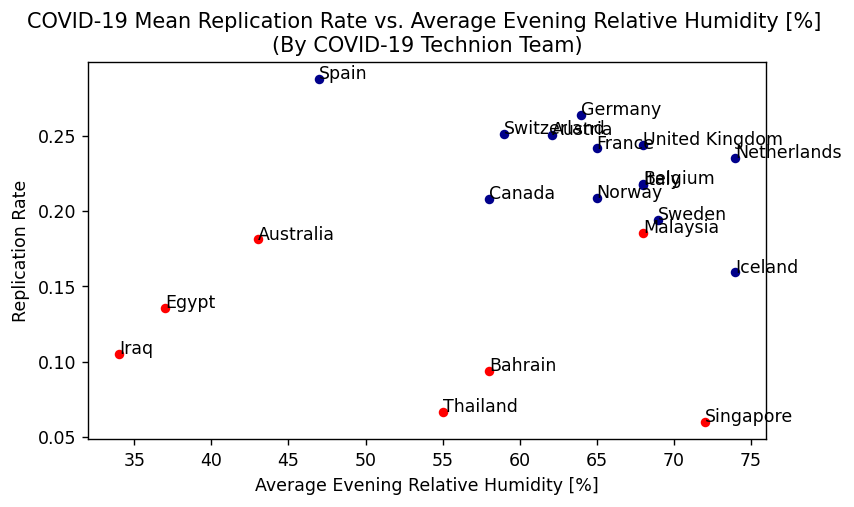 COVID-19 Mean Replication Rate vs. Average Evening Relative Humidity [%]
(By COVID-19 Technion Team)
Spain
Germany
Switzerland
Austria
France
United Kingdom
Netherlands
Belgium
Italy
Canada
Norway
Sweden
Malaysia
Australia
Iceland
Egypt
Iraq
Bahrain
Thailand
Singapore
0.25
0.20
0.15
0.10
0.05
Replication Rate
35 40 45 50 55 60 65 70 75
Average Evening Relative Humidity [%]